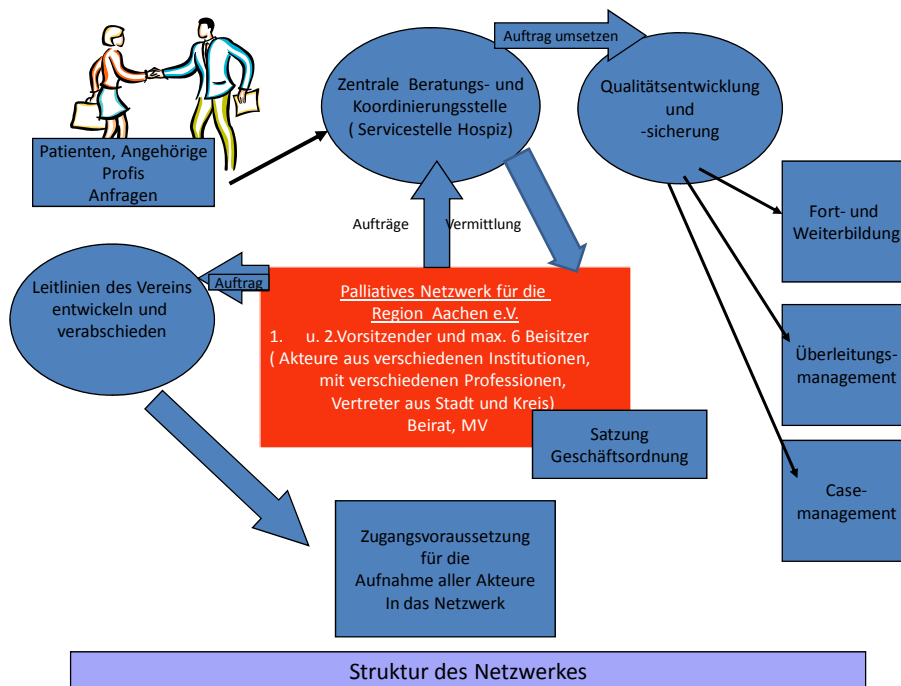 Auftrag umsetzen
Zentrale Beratungs- und
Koordinierungsstelle
( Servicestelle Hospiz)
Qualitätsentwicklung
und
-sicherung
Patienten, Angehörige
Profis
Anfragen
Fort- und
Weiterbildung
Aufträge
Vermittlung
Leitlinien des Vereins
entwickeln und
verabschieden
Auftrag
Palliatives Netzwerk für die
Region Aachen e.V.
1. u. 2.Vorsitzender und max. 6 Beisitzer
( Akteure aus verschiedenen Institutionen,
mit verschiedenen Professionen,
Vertreter aus Stadt und Kreis)
Beirat, MV
Überleitungs-
management
Satzung
Geschäftsordnung
Case-
management
Zugangsvoraussetzung
für die
Aufnahme aller Akteure
In das Netzwerk
Struktur des Netzwerkes